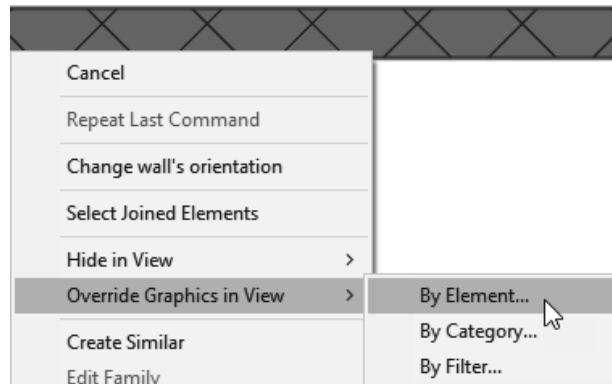 Cancel
Repeat Last Command
Change wall's orientation
Select Joined Elements
Hide in View >
Override Graphics in View >
By Element...
By Category...
Create Similar
By Filter...
Edit Family